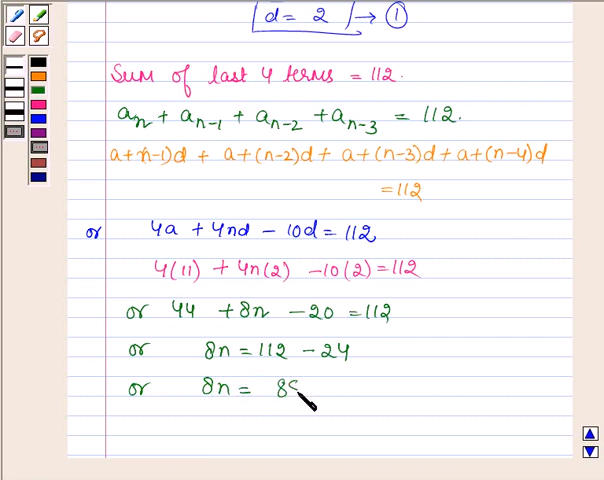 d = 2 → ①
Sum of last 4 terms = 112.
aₙ + aₙ₋₁ + aₙ₋₂ + aₙ₋₃ = 112.
a+(n-1)d + a+(n-2)d + a+(n-3)d + a+(n-4)d
=112
or 4a + 4nd - 10d = 112
4(11) + 4n(2) - 10(2) = 112
or 44 + 8n - 20 = 112
or 8n = 112 - 24
or 8n = 8